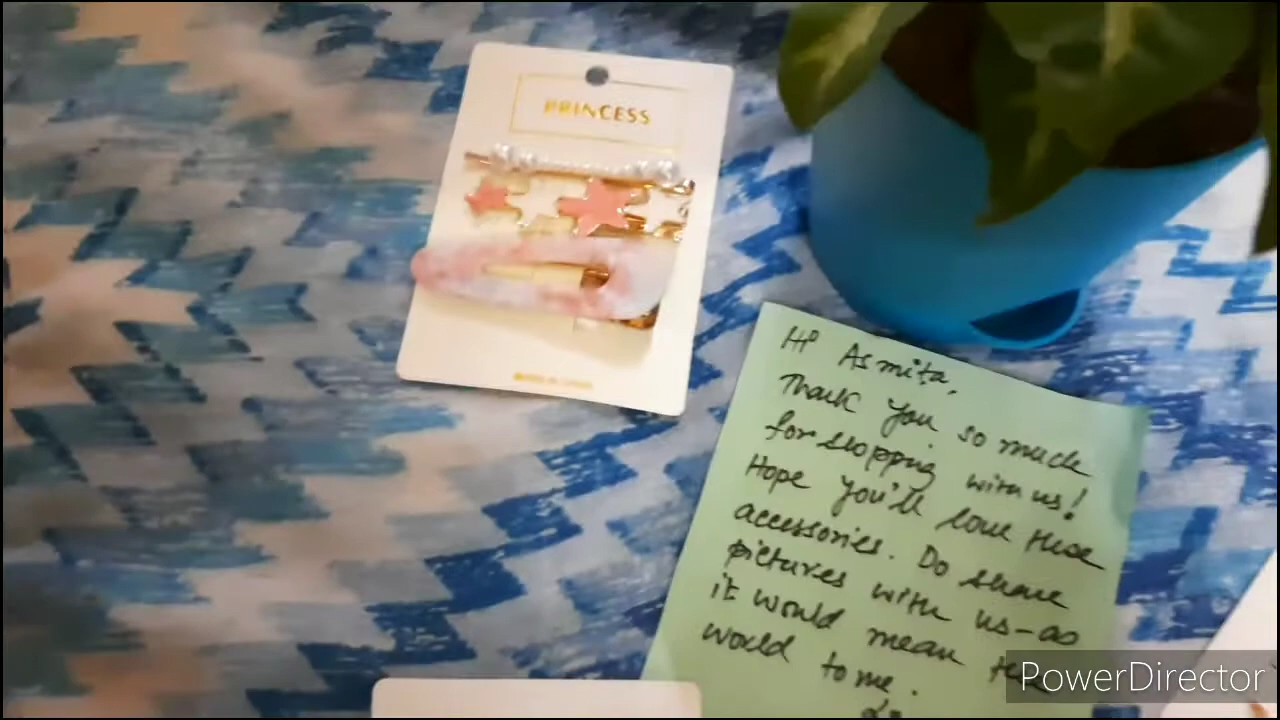 PRINCESS
Hi Asmita,
Thank you so much
for shopping with us!
Hope you'll love these
accessories. Do share
pictures with us-as
it would mean the
world to me.
PowerDirector